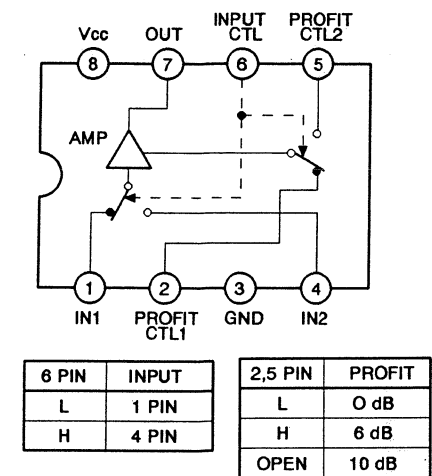 Vcc OUT INPUT CTL PROFIT CTL2
8 7 6 5
AMP
1 2 3 4
IN1 PROFIT CTL1 GND IN2
6 PIN INPUT
L 1 PIN
H 4 PIN
2,5 PIN PROFIT
L O dB
H 6 dB
OPEN 10 dB